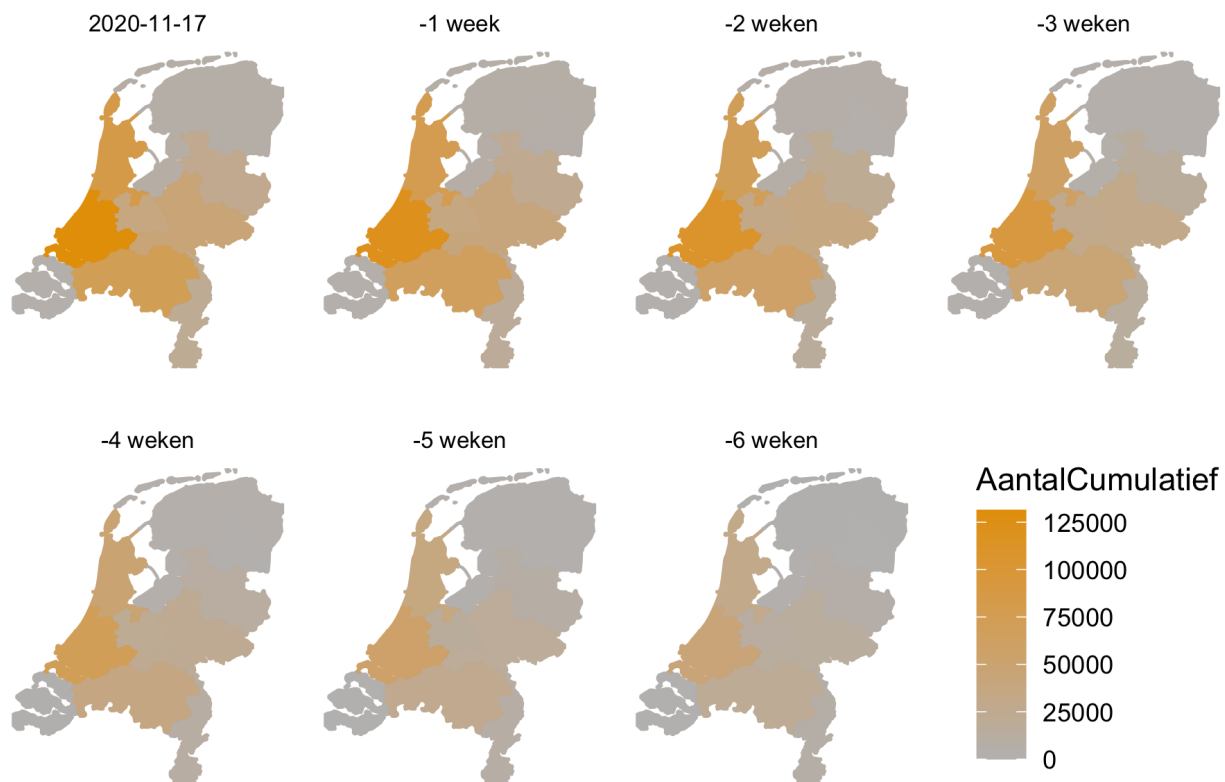 2020-11-17
-1 week
-2 weken
-3 weken
-4 weken
-5 weken
-6 weken
AantalCumulatief
125000
100000
75000
50000
25000
0